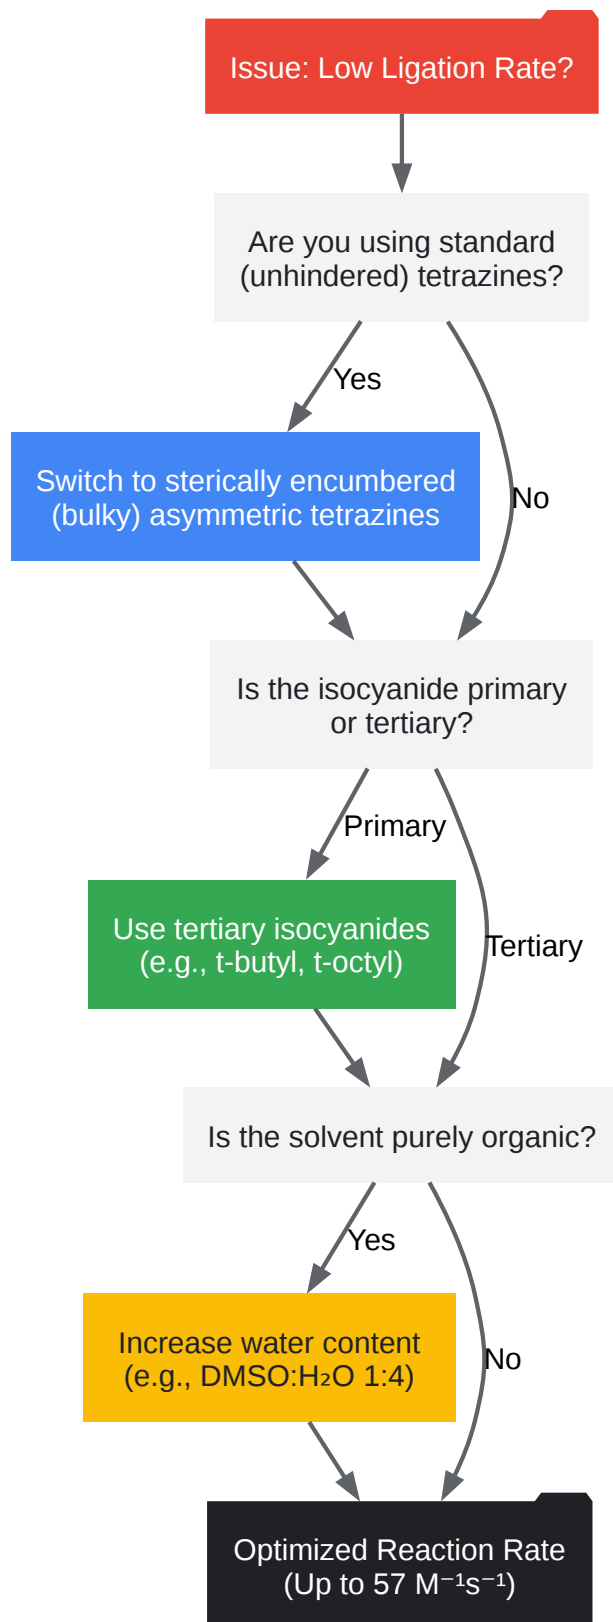 Issue: Low Ligation Rate?
Are you using standard
(unhindered) tetrazines?
Yes
No
Switch to sterically encumbered
(bulky) asymmetric tetrazines
Is the isocyanide primary
or tertiary?
Primary
Tertiary
Use tertiary isocyanides
(e.g., t-butyl, t-octyl)
Is the solvent purely organic?
Yes
No
Increase water content
(e.g., DMSO:H₂O 1:4)
Optimized Reaction Rate
(Up to 57 M⁻¹s⁻¹)